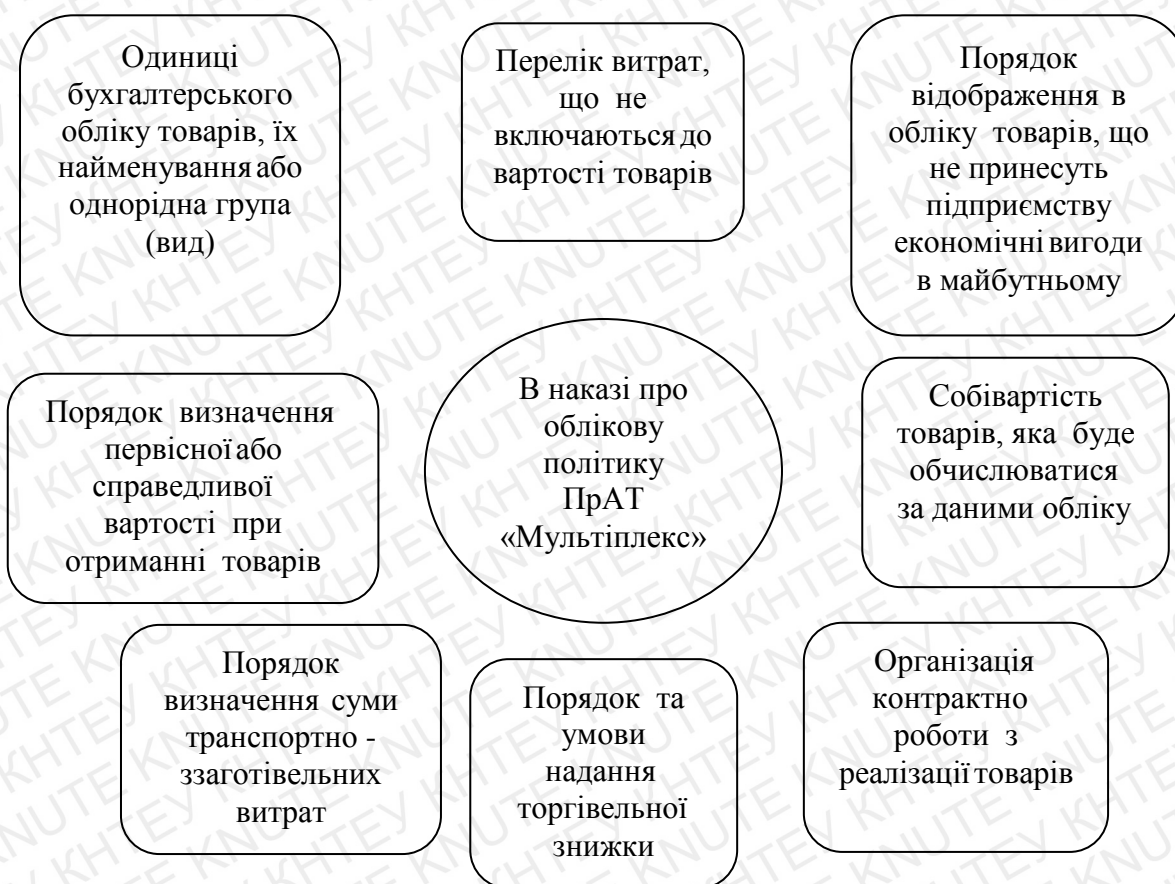 Одиниці
бухгалтерського
обліку товарів, їх
найменування або
однорідна група
(вид)
Перелік витрат,
що не
включаються до
вартості товарів
Порядок
відображення в
обліку товарів, що
не принесуть
підприємству
економічні вигоди
в майбутньому
Порядок визначення
первісної або
справедливої
вартості при
отриманні товарів
В наказі про
облікову
політику
ПрАТ
«Мультіплекс»
Собівартість
товарів, яка буде
обчислюватися
за даними обліку
Порядок
визначення суми
транспортно -
ззаготівельних
витрат
Порядок та
умови
надання
торгівельної
знижки
Організація
контрактно
роботи з
реалізації товарів